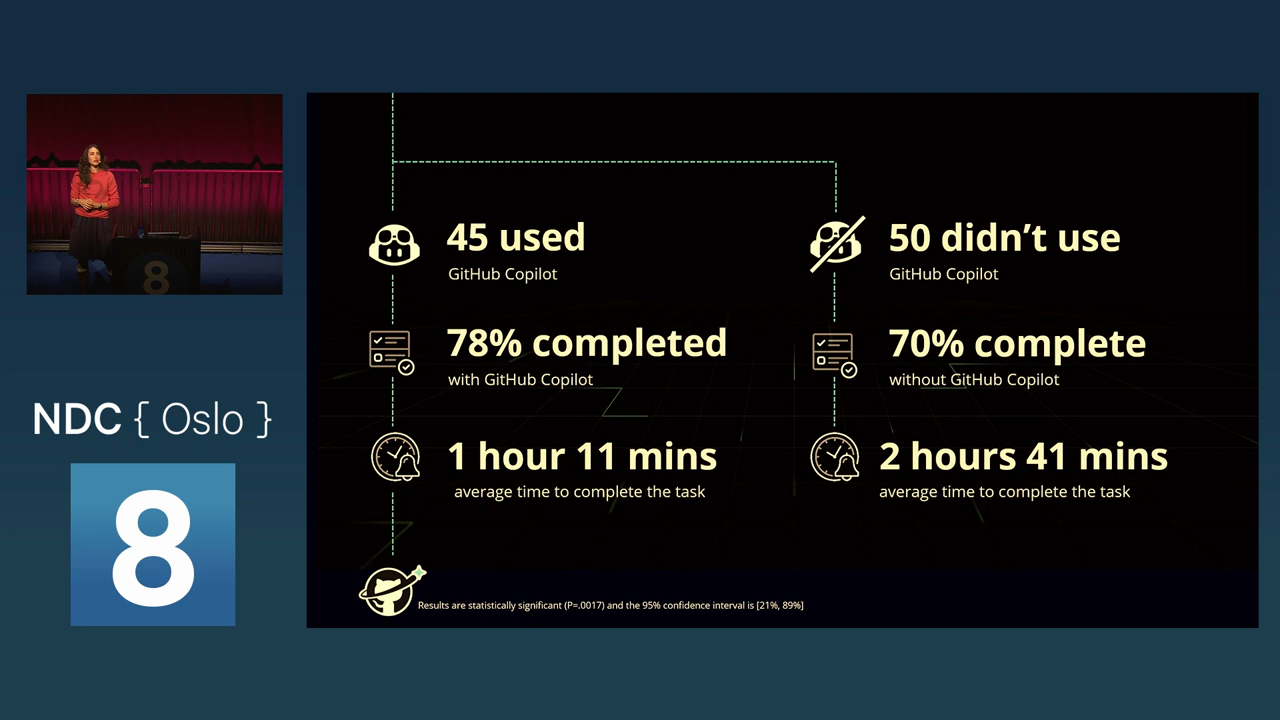 45 used
GitHub Copilot
50 didn't use
GitHub Copilot
78% completed
with GitHub Copilot
70% complete
without GitHub Copilot
1 hour 11 mins
average time to complete the task
2 hours 41 mins
average time to complete the task
Results are statistically significant (P=.0017) and the 95% confidence interval is [21%, 89%]
8
NDC { Oslo }
8